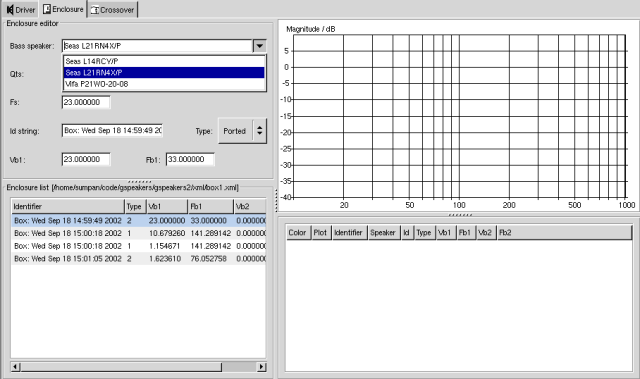 Driver Enclosure Crossover
Enclosure editor
Bass speaker: Seas L21RN4X/P
Seas L14RCY/P
Seas L21RN4X/P
Vifa P21WO-20-08
Qts:
Fs: 23.000000
Id string: Box: Wed Sep 18 14:59:49 20 Type: Ported
Vb1: 23.000000 Fb1: 33.000000
Enclosure list [/home/sumpan/code/gspeakers/gspeakers2/xml/box1.xml]
Identifier Type Vb1 Fb1 Vb2
Box: Wed Sep 18 14:59:49 2002 2 23.000000 33.000000 0.00000
Box: Wed Sep 18 15:00:18 2002 1 10.679260 141.289142 0.00000
Box: Wed Sep 18 15:00:18 2002 1 1.154671 141.289142 0.00000
Box: Wed Sep 18 15:01:05 2002 2 1.623610 76.052758 0.00000
Magnitude / dB
5
0
-5
-10
-15
-20
-25
-30
-35
-40
20 50 100 200 500 1000
Color Plot Identifier Speaker Id Type Vb1 Fb1 Vb2 Fb2